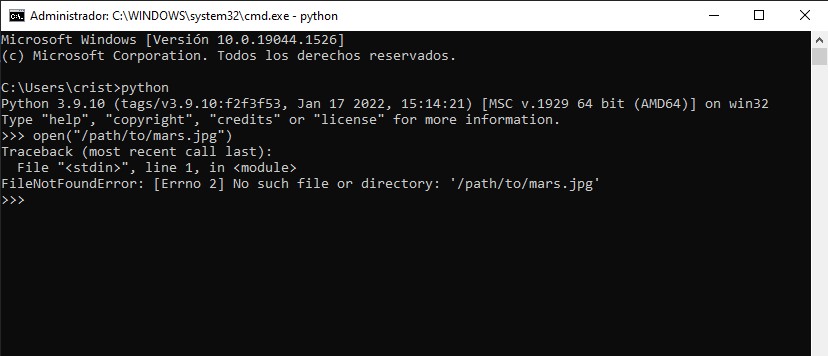 Administrador: C:\WINDOWS\system32\cmd.exe - python
Microsoft Windows [Versión 10.0.19044.1526]
(c) Microsoft Corporation. Todos los derechos reservados.
C:\Users\crist>python
Python 3.9.10 (tags/v3.9.10:f2f3f53, Jan 17 2022, 15:14:21) [MSC v.1929 64 bit (AMD64)] on win32
Type "help", "copyright", "credits" or "license" for more information.
>>> open("/path/to/mars.jpg")
Traceback (most recent call last):
  File "<stdin>", line 1, in <module>
FileNotFoundError: [Errno 2] No such file or directory: '/path/to/mars.jpg'
>>>